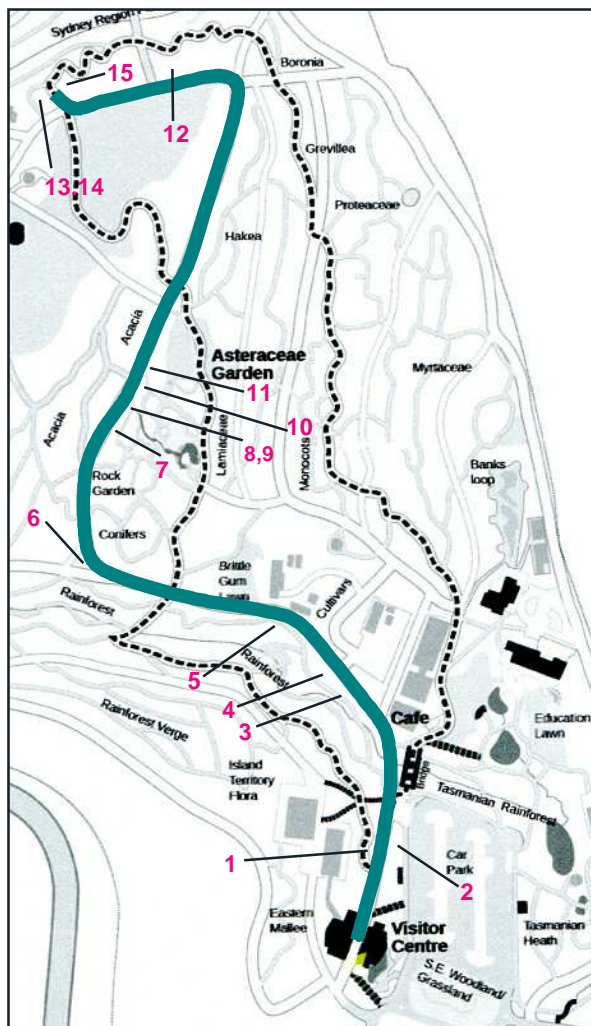 Sydney Region
15
Boronia
12
Grevillea
13,14
Proteaceae
Hakea
Acacia
Asteraceae
Garden
Myrtaceae
11
10
Acacia
Lamiaceae
8,9
Monocots
7
Banks
loop
Rock
Garden
6
Conifers
Brittle
Gum
Lawn
Cultivars
Rainforest
5
Rainforest
4
3
Cafe
Rainforest Verge
Education
Lawn
Island
Territory
Flora
Bridge
Tasmanian Rainforest
1
2
Car
Park
Eastern
Mallee
Visitor
Centre
Tasmanian
Heath
S.E. Woodland/
Grassland